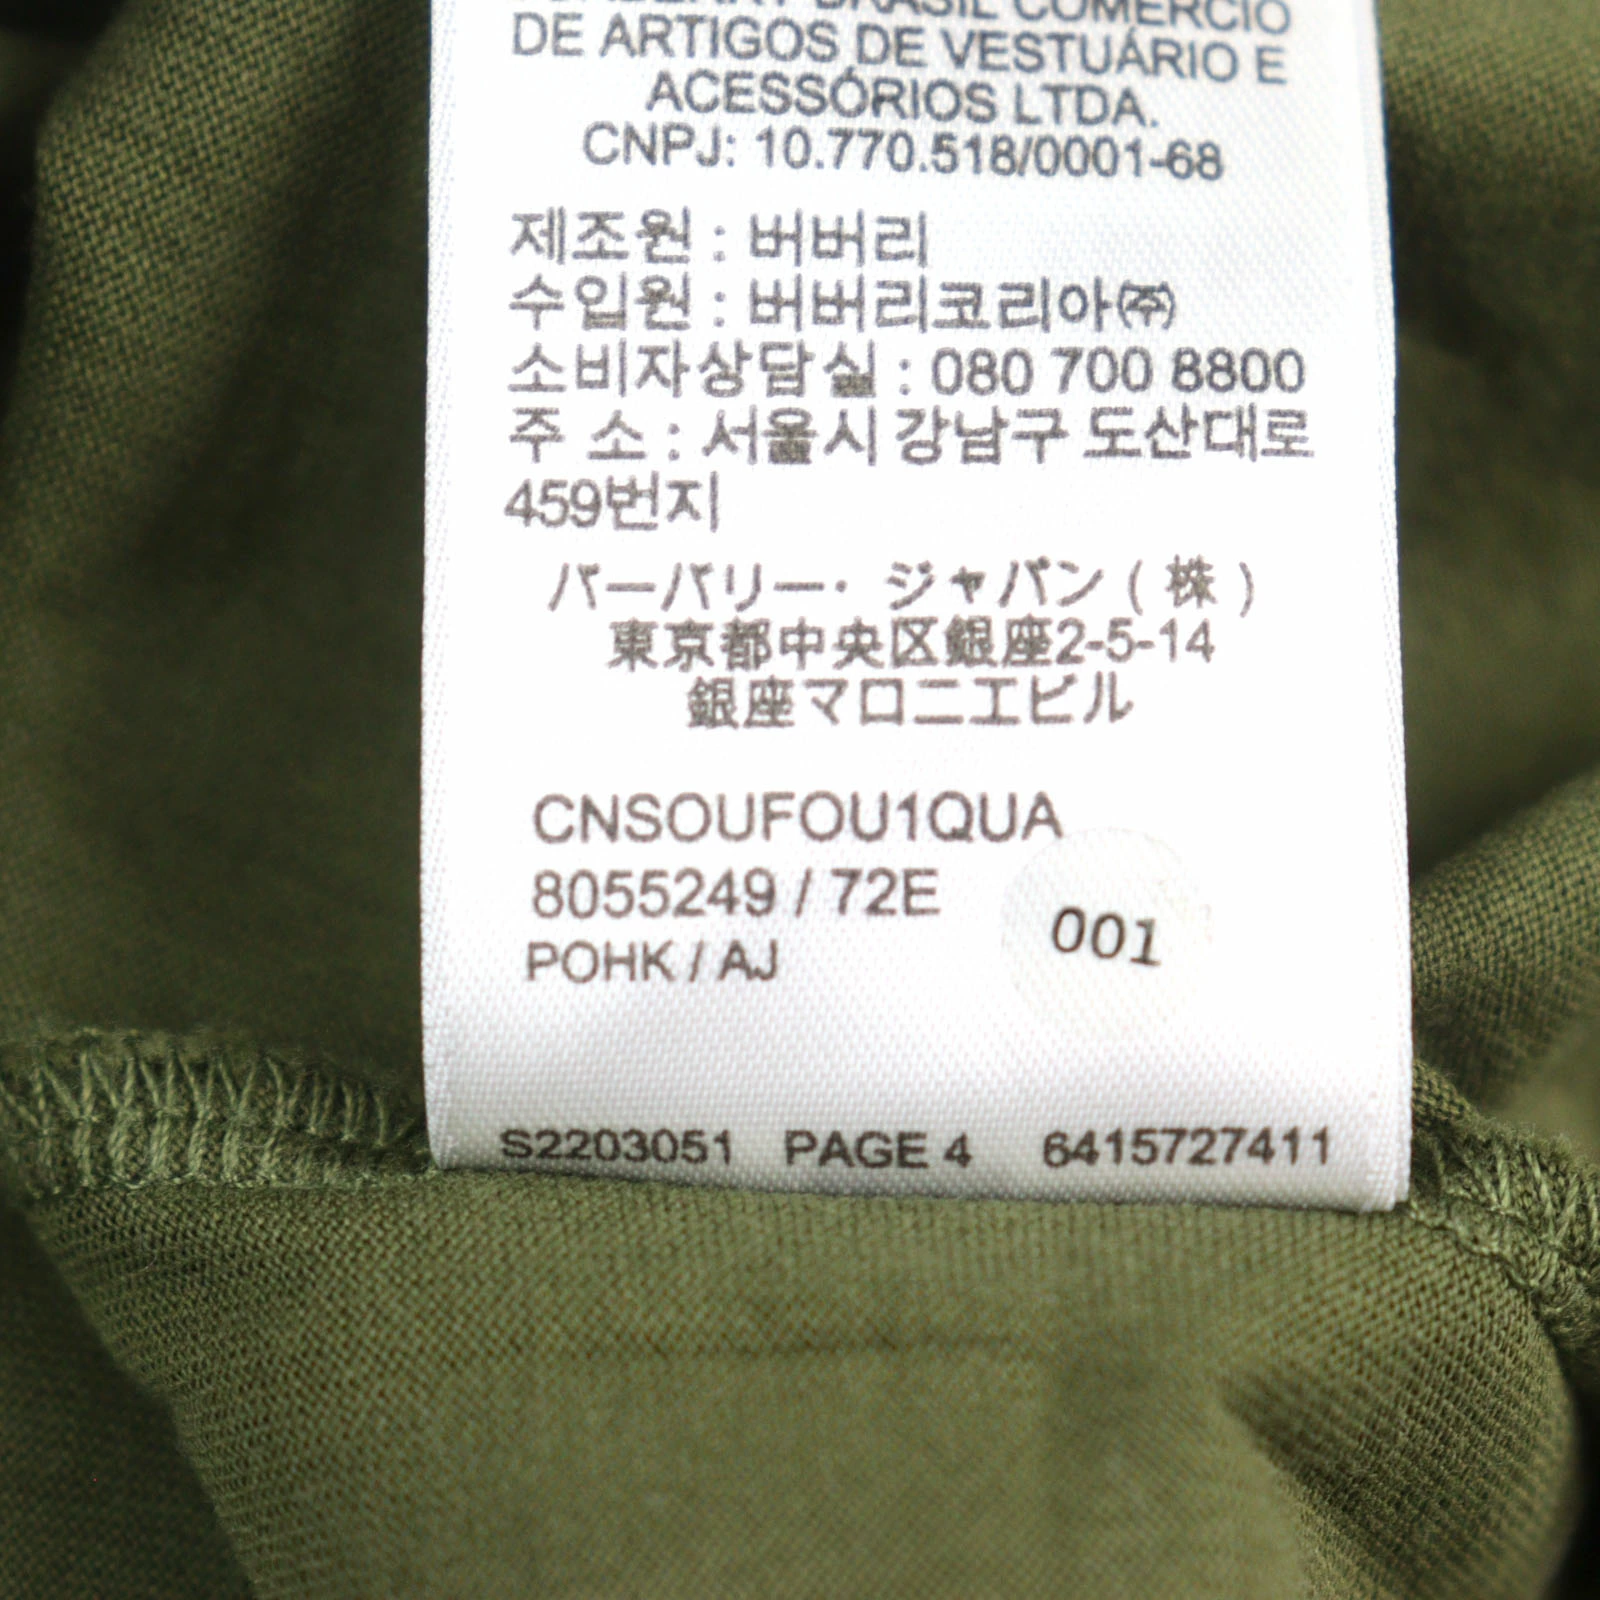 BRASIL COMÉRCIO
DE ARTIGOS DE VESTUÁRIO E
ACESSÓRIOS LTDA.
CNPJ: 10.770.518/0001-68
제조원 : 버버리
수입원 : 버버리코리아㈜
소비자상담실 : 080 700 8800
주 소 : 서울시 강남구 도산대로
459번지
バーバリー・ ジャパン ( 株 )
東京都中央区銀座2-5-14
銀座マロニエビル
CNSOUFOU1QUA
8055249 / 72E
001
POHK / AJ
S2203051 PAGE 4 6415727411